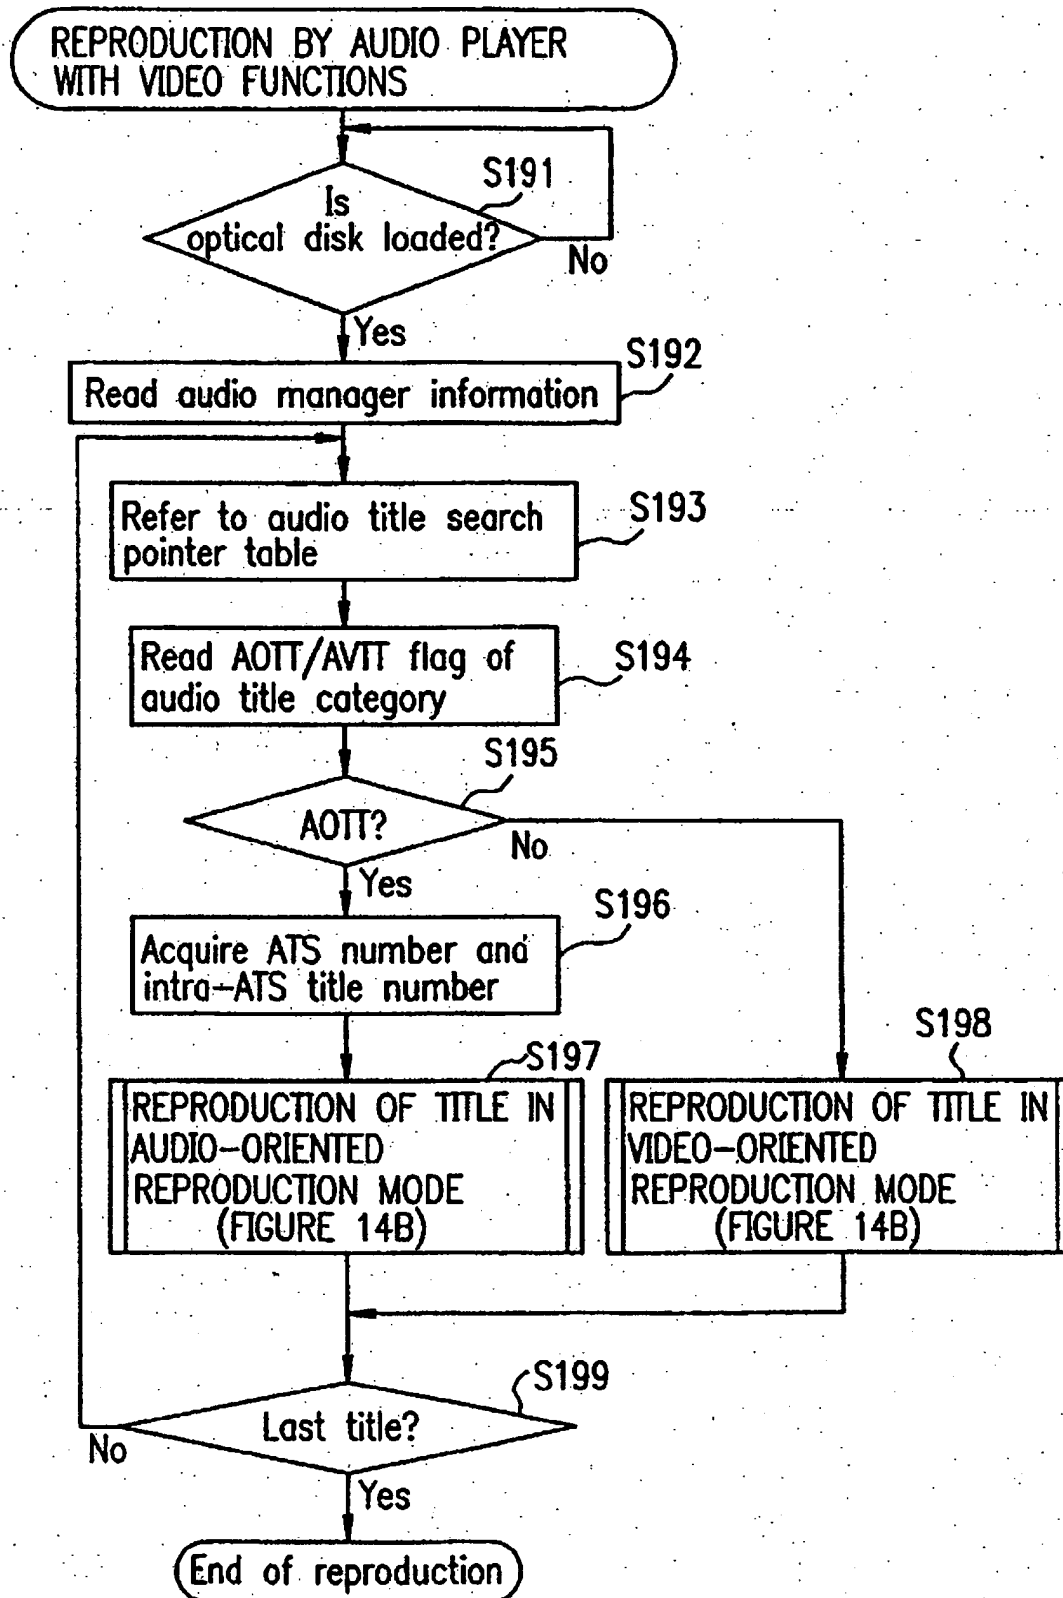 REPRODUCTION BY AUDIO PLAYER
WITH VIDEO FUNCTIONS
S191
Is
optical disk loaded?
No
Yes
S192
Read audio manager information
S193
Refer to audio title search
pointer table
S194
Read AOTT/AVTT flag of
audio title category
S195
AOTT?
No
Yes
S196
Acquire ATS number and
intra-ATS title number
S197
REPRODUCTION OF TITLE IN
AUDIO-ORIENTED
REPRODUCTION MODE
(FIGURE 14B)
S198
REPRODUCTION OF TITLE IN
VIDEO-ORIENTED
REPRODUCTION MODE
(FIGURE 14B)
S199
Last title?
No
Yes
End of reproduction